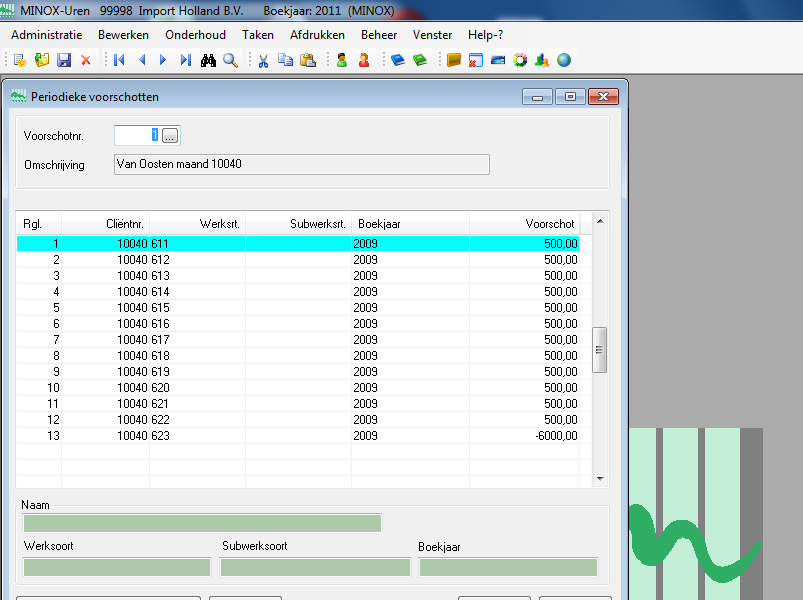 MINOX-Uren 99998 Import Holland B.V. Boekjaar: 2011 (MINOX)
Administratie Bewerken Onderhoud Taken Afdrukken Beheer Venster Help-?
Periodieke voorschotten
Voorschotnr. 1 ...
Omschrijving Van Oosten maand 10040
Rgl. Cliëntnr. Werksrt. Subwerksrt. Boekjaar Voorschot
1 10040 611 2009 500,00
2 10040 612 2009 500,00
3 10040 613 2009 500,00
4 10040 614 2009 500,00
5 10040 615 2009 500,00
6 10040 616 2009 500,00
7 10040 617 2009 500,00
8 10040 618 2009 500,00
9 10040 619 2009 500,00
10 10040 620 2009 500,00
11 10040 621 2009 500,00
12 10040 622 2009 500,00
13 10040 623 2009 -6000,00
Naam
Werksoort Subwerksoort Boekjaar